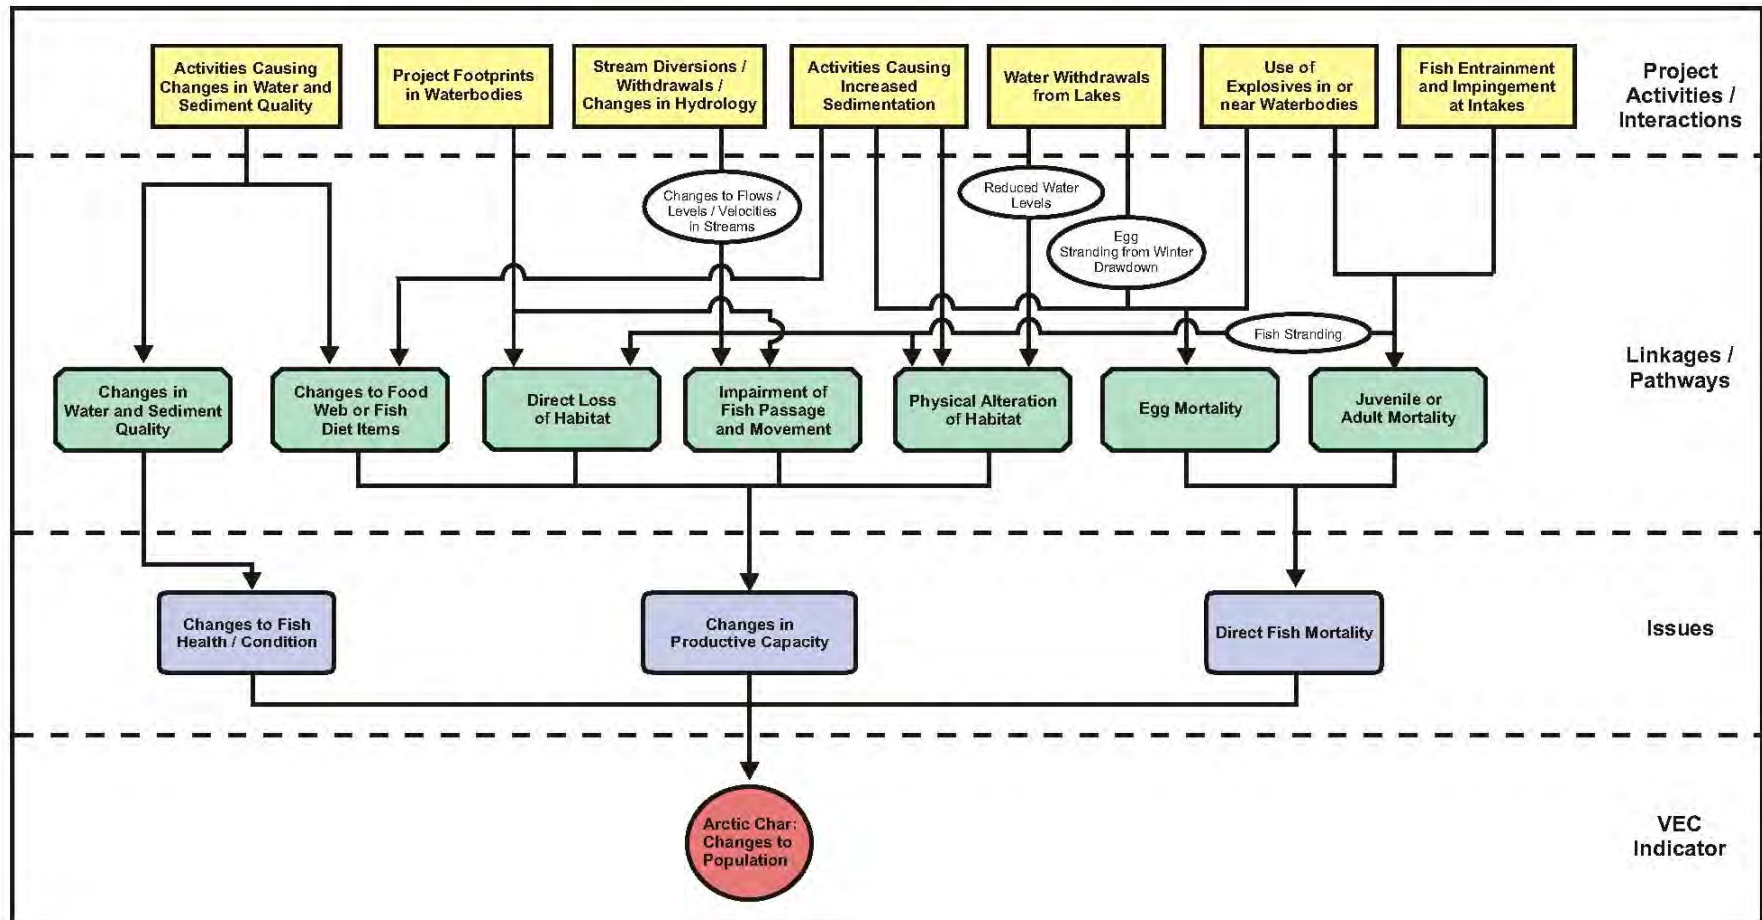 Activities Causing
Changes in Water and
Sediment Quality
Project Footprints
in Waterbodies
Stream Diversions /
Withdrawals /
Changes in Hydrology
Activities Causing
Increased
Sedimentation
Water Withdrawals
from Lakes
Use of
Explosives in or
near Waterbodies
Fish Entrainment
and Impingement
at Intakes
Project
Activities /
Interactions
Changes to Flows /
Levels / Velocities
in Streams
Reduced Water
Levels
Egg
Stranding from Winter
Drawdown
Fish Stranding
Linkages /
Pathways
Changes in
Water and Sediment
Quality
Changes to Food
Web or Fish
Diet Items
Direct Loss
of Habitat
Impairment of
Fish Passage
and Movement
Physical Alteration
of Habitat
Egg Mortality
Juvenile or
Adult Mortality
Changes to Fish
Health / Condition
Changes in
Productive Capacity
Direct Fish Mortality
Issues
Arctic Char:
Changes to
Population
VEC
Indicator